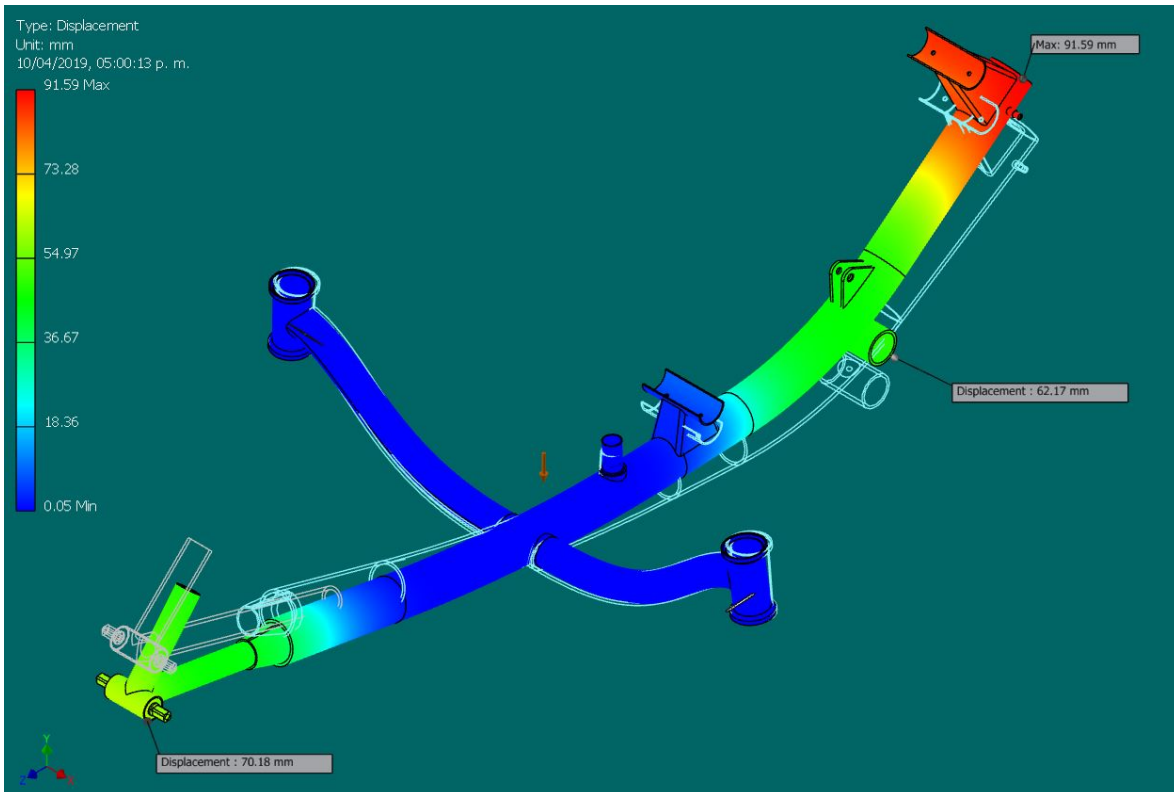 Type: Displacement
Unit: mm
10/04/2019, 05:00:13 p. m.
91.59 Max
73.28
54.97
36.67
18.36
0.05 Min
Max: 91.59 mm
Displacement : 62.17 mm
Displacement : 70.18 mm
Y
Z
X